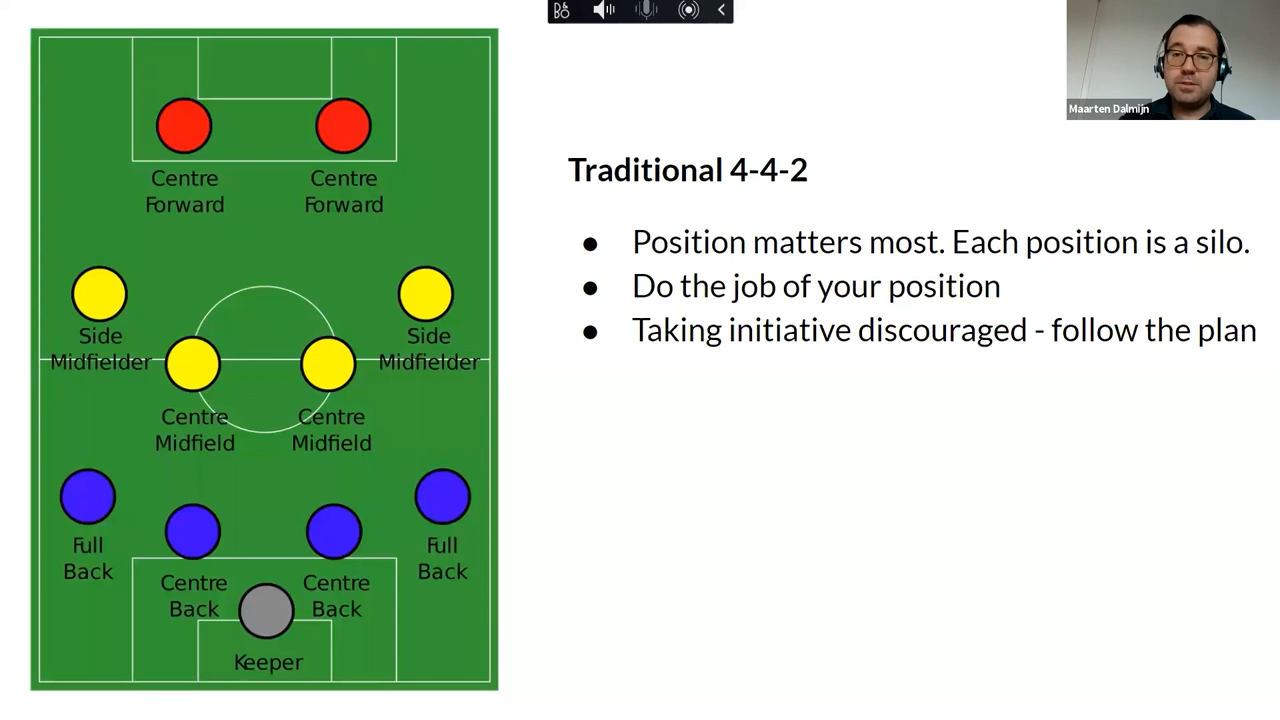 Centre
Forward
Centre
Forward
Side
Midfielder
Side
Midfielder
Centre
Midfield
Centre
Midfield
Full
Back
Full
Back
Centre
Back
Centre
Back
Keeper
Maarten Dalmijn
Traditional 4-4-2
● Position matters most. Each position is a silo.
● Do the job of your position
● Taking initiative discouraged - follow the plan